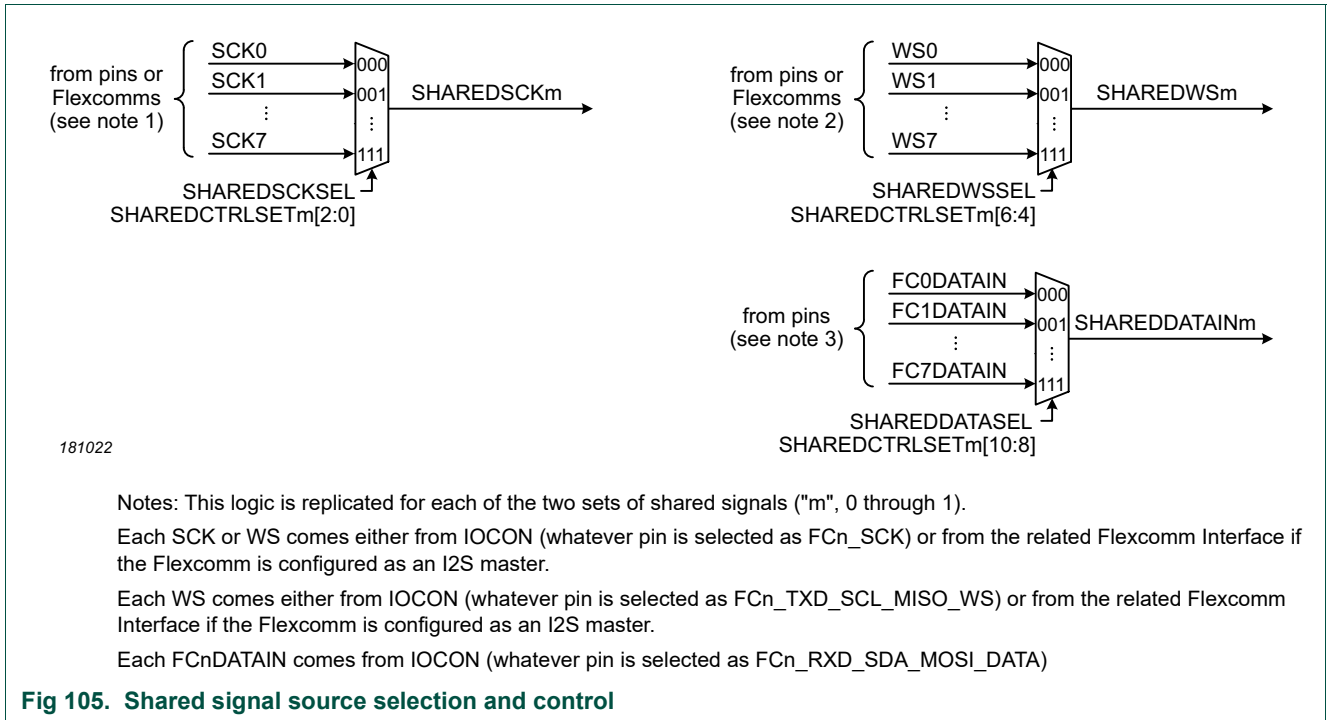 from pins or
Flexcomms
(see note 1)
SCK0
SCK1
⋮
SCK7
000
001
⋮
111
SHAREDSCKm
SHAREDSCKSEL
SHAREDCTRLSETm[2:0]
from pins or
Flexcomms
(see note 2)
WS0
WS1
⋮
WS7
000
001
⋮
111
SHAREDWSm
SHAREDWSSEL
SHAREDCTRLSETm[6:4]
from pins
(see note 3)
FC0DATAIN
FC1DATAIN
⋮
FC7DATAIN
000
001
⋮
111
SHAREDDATAINm
SHAREDDATASEL
SHAREDCTRLSETm[10:8]
181022
Notes: This logic is replicated for each of the two sets of shared signals ("m", 0 through 1).
Each SCK or WS comes either from IOCON (whatever pin is selected as FCn_SCK) or from the related Flexcomm Interface if
the Flexcomm is configured as an I2S master.
Each WS comes either from IOCON (whatever pin is selected as FCn_TXD_SCL_MISO_WS) or from the related Flexcomm
Interface if the Flexcomm is configured as an I2S master.
Each FCnDATAIN comes from IOCON (whatever pin is selected as FCn_RXD_SDA_MOSI_DATA)
Fig 105. Shared signal source selection and control